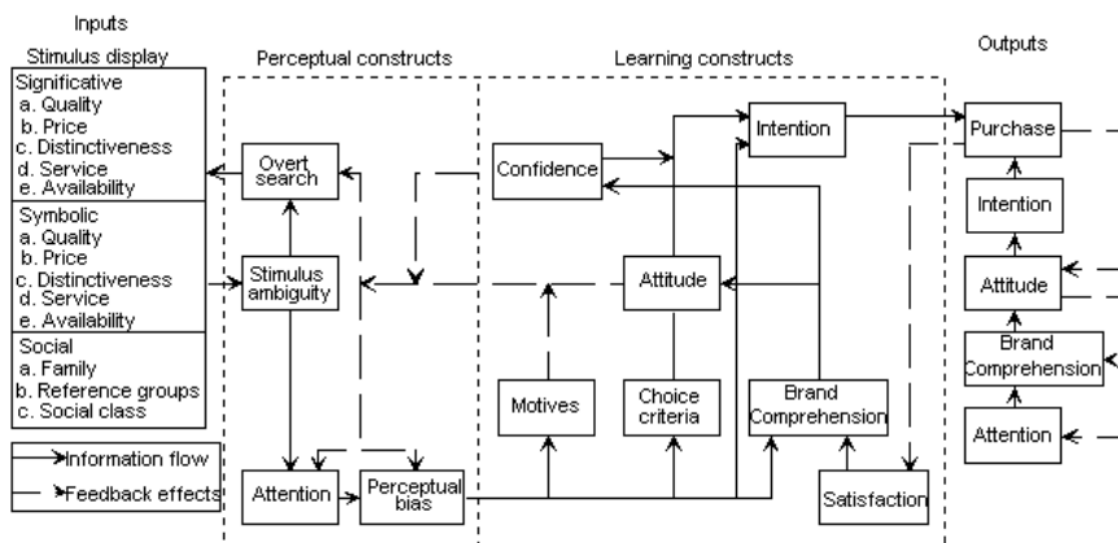 Inputs
Stimulus display
Significative
a. Quality
b. Price
c. Distinctiveness
d. Service
e. Availability
Symbolic
a. Quality
b. Price
c. Distinctiveness
d. Service
e. Availability
Social
a. Family
b. Reference groups
c. Social class
Information flow
Feedback effects
Perceptual constructs
Overt
search
Stimulus
ambiguity
Attention
Perceptual
bias
Learning constructs
Confidence
Intention
Attitude
Motives
Choice
criteria
Brand
Comprehension
Satisfaction
Outputs
Purchase
Intention
Attitude
Brand
Comprehension
Attention